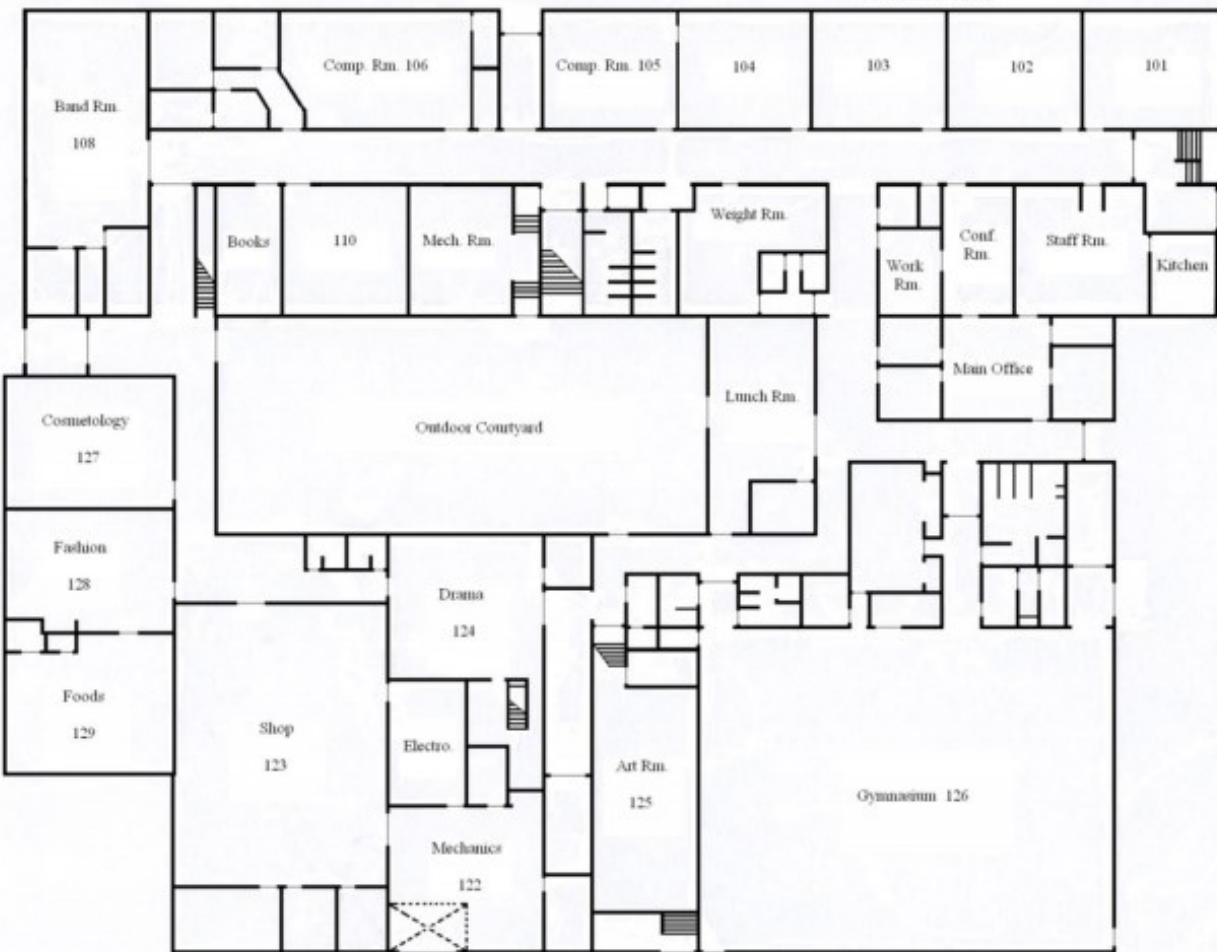 Comp. Rm. 106
Comp. Rm. 105
104
103
102
101
Band Rm.
108
Books
110
Mech. Rm.
Weight Rm.
Work
Rm.
Conf.
Rm.
Staff Rm.
Kitchen
Main Office
Lunch Rm.
Outdoor Courtyard
Cosmetology
127
Fashion
128
Foods
129
Drama
124
Shop
123
Electro.
Mechanics
122
Art Rm.
125
Gymnasium 126